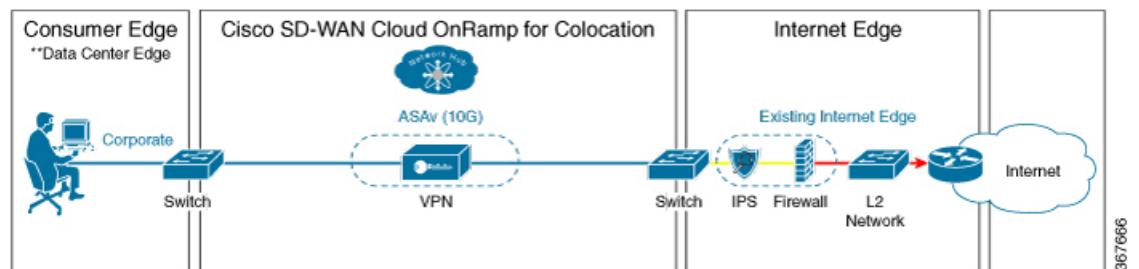 Consumer Edge
**Data Center Edge
Cisco SD-WAN Cloud OnRamp for Colocation
Internet Edge
Network Hub
ASAv (10G)
Existing Internet Edge
Corporate
Internet
Switch
VPN
Switch
IPS
Firewall
L2
Network
367666